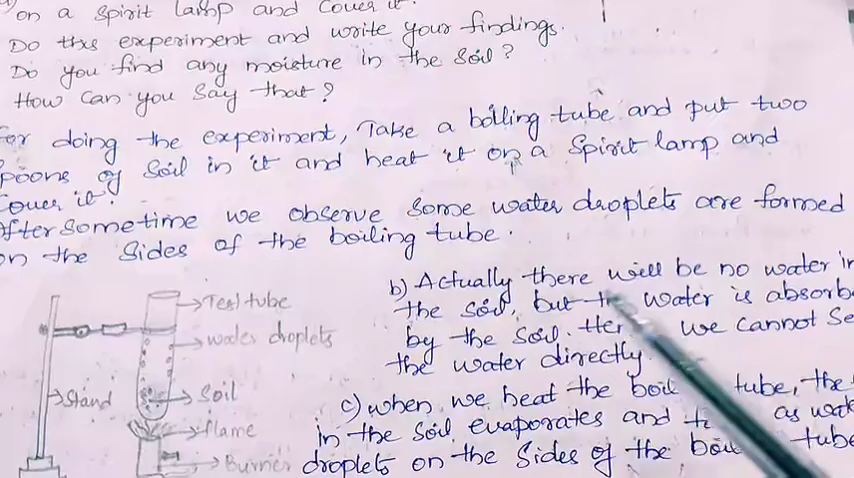 on a Spirit lamp and Cover it.
Do this experiment and write your findings.
Do you find any moisture in the Soil?
How Can you Say that?
For doing the experiment, Take a boiling tube and put two
Spoons of Soil in it and heat it on a Spirit lamp and
Cover it.
After Sometime we observe Some water droplets are formed
on the Sides of the boiling tube.
b) Actually there will be no water in
the soil, but the water is absorb
by the Soil. we cannot See
the water directly
c) when we heat the boil tube, the
in the Soil evaporates and as wate
droplets on the Sides of the boil tube
Test tube
water droplets
Stand
Soil
flame
Burner